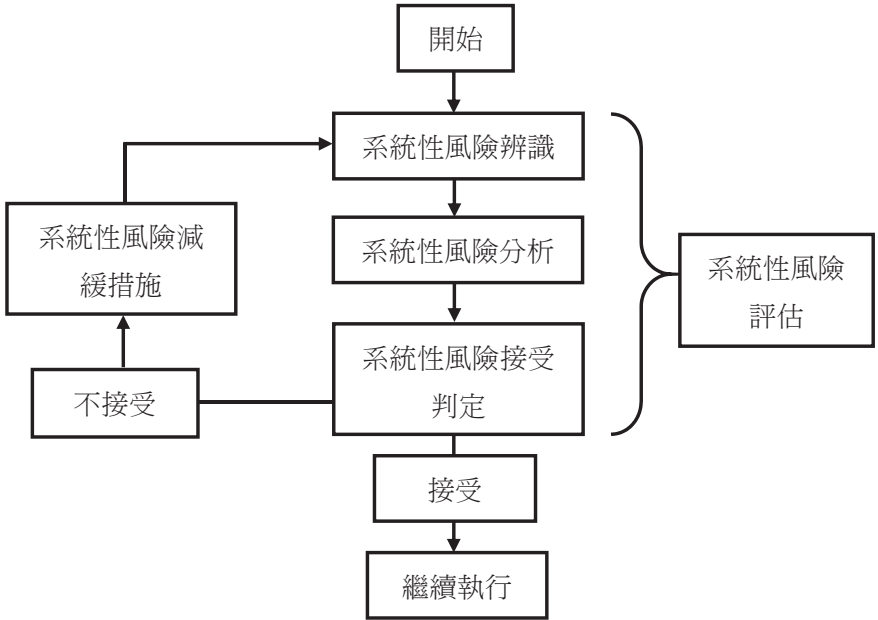 開始
系統性風險辨識
系統性風險減
緩措施
系統性風險分析
系統性風險
評估
系統性風險接受
判定
不接受
接受
繼續執行